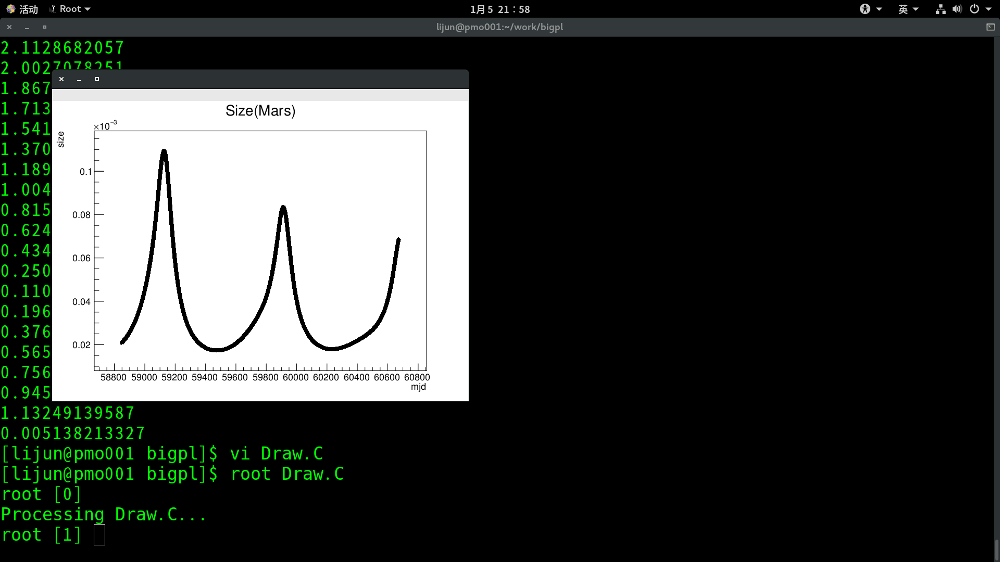 活动 Root 1月 5 21：58 英
lijun@pmo001:~/work/bigpl
2.1128682057
2.0027078251
1.867
1.713
1.541
1.370
1.189
1.004
0.815
0.624
0.434
0.250
0.110
0.196
0.376
0.565
0.756
0.945
Size(Mars)
×10⁻³
size
0.1
0.08
0.06
0.04
0.02
58800 59000 59200 59400 59600 59800 60000 60200 60400 60600 60800
mjd
1.13249139587
0.005138213327
[lijun@pmo001 bigpl]$ vi Draw.C
[lijun@pmo001 bigpl]$ root Draw.C
root [0]
Processing Draw.C...
root [1]